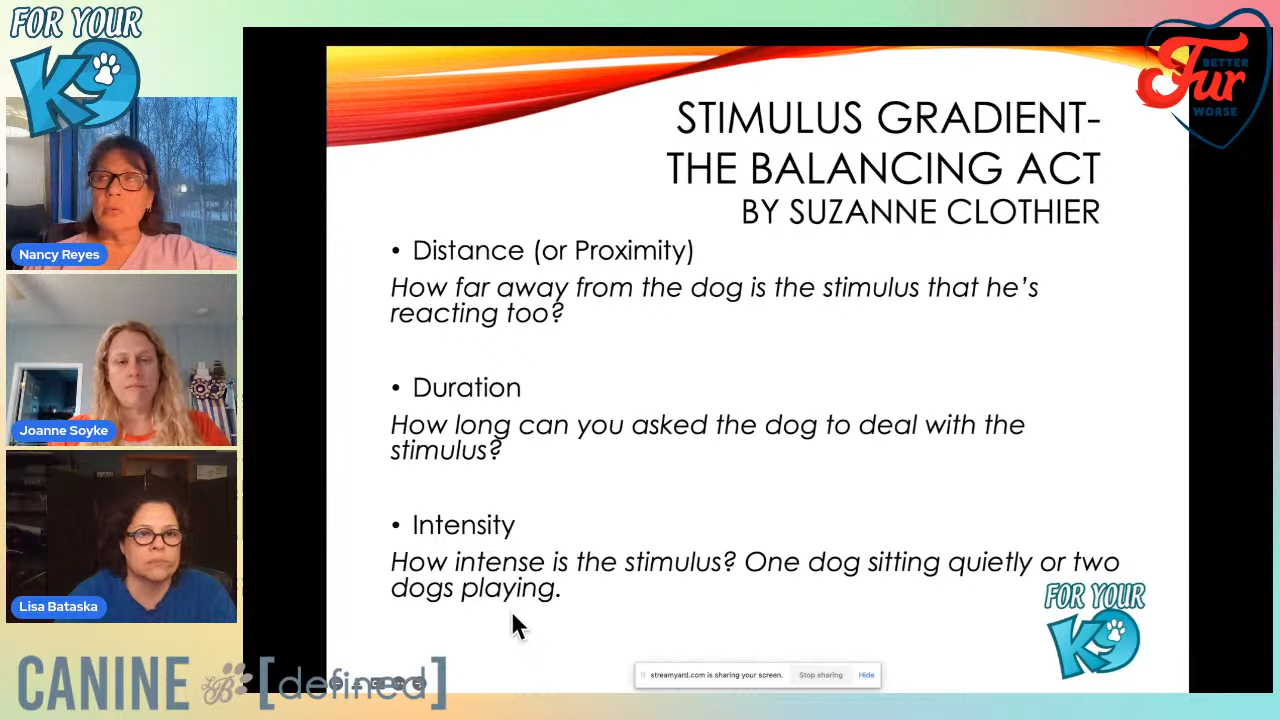 FOR YOUR
K9
Nancy Reyes
Joanne Soyke
Lisa Bataska
BETTER
Fur
WORSE
STIMULUS GRADIENT-
THE BALANCING ACT
BY SUZANNE CLOTHIER
• Distance (or Proximity)
How far away from the dog is the stimulus that he's
reacting too?
• Duration
How long can you asked the dog to deal with the
stimulus?
• Intensity
How intense is the stimulus? One dog sitting quietly or two
dogs playing.
FOR YOUR
K9
streamyard.com is sharing your screen.
Stop sharing
Hide
CANINE [defined]